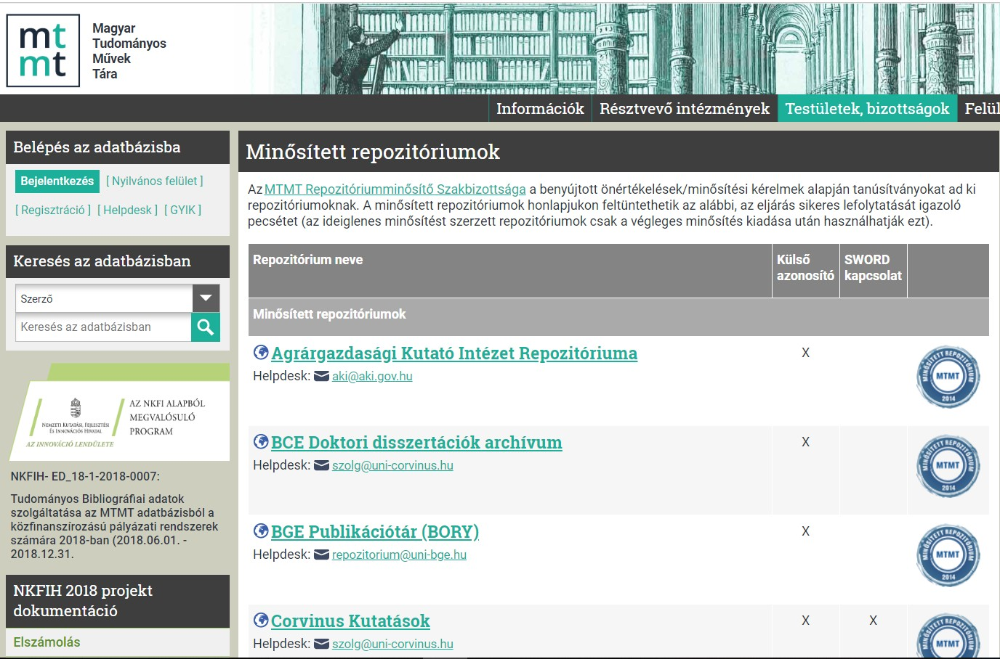 mt
mt
Magyar
Tudományos
Művek
Tára
Információk
Résztvevő intézmények
Testületek, bizottságok
Felül
Belépés az adatbázisba
Bejelentkezés [ Nyilvános felület ]
[ Regisztráció ] [ Helpdesk ] [ GYIK ]
Keresés az adatbázisban
Szerző
Keresés az adatbázisban
NEMZETI KUTATÁSI, FEJLESZTÉSI
ÉS INNOVÁCIÓS HIVATAL
AZ INNOVÁCIÓ LENDÜLETE
AZ NKFI ALAPBÓL
MEGVALÓSULÓ
PROGRAM
NKFIH- ED_18-1-2018-0007:
Tudományos Bibliográfiai adatok
szolgáltatása az MTMT adatbázisból a
közfinanszírozású pályázati rendszerek
számára 2018-ban (2018.06.01. -
2018.12.31.
NKFIH 2018 projekt
dokumentáció
Elszámolás
Minősített repozitóriumok
Az MTMT Repozitóriumminősítő Szakbizottsága a benyújtott önértékelések/minősítési kérelmek alapján tanúsítványokat ad ki
repozitóriumoknak. A minősített repozitóriumok honlapjukon feltüntethetik az alábbi, az eljárás sikeres lefolytatását igazoló
pecsétet (az ideiglenes minősítést szerzett repozitóriumok csak a végleges minősítés kiadása után használhatják ezt).
Repozitórium neve
Külső
azonosító
SWORD
kapcsolat
Minősített repozitóriumok
Agrárgazdasági Kutató Intézet Repozitóriuma
X
Helpdesk: aki@aki.gov.hu
MINŐSÍTETT REPOZITÓRIUM
MTMT
2014
BCE Doktori disszertációk archívum
X
Helpdesk: szolg@uni-corvinus.hu
MINŐSÍTETT REPOZITÓRIUM
MTMT
2014
BGE Publikációtár (BORY)
X
Helpdesk: repozitorium@uni-bge.hu
MINŐSÍTETT REPOZITÓRIUM
MTMT
2014
Corvinus Kutatások
X X
Helpdesk: szolg@uni-corvinus.hu
MINŐSÍTETT REPOZITÓRIUM
MTMT